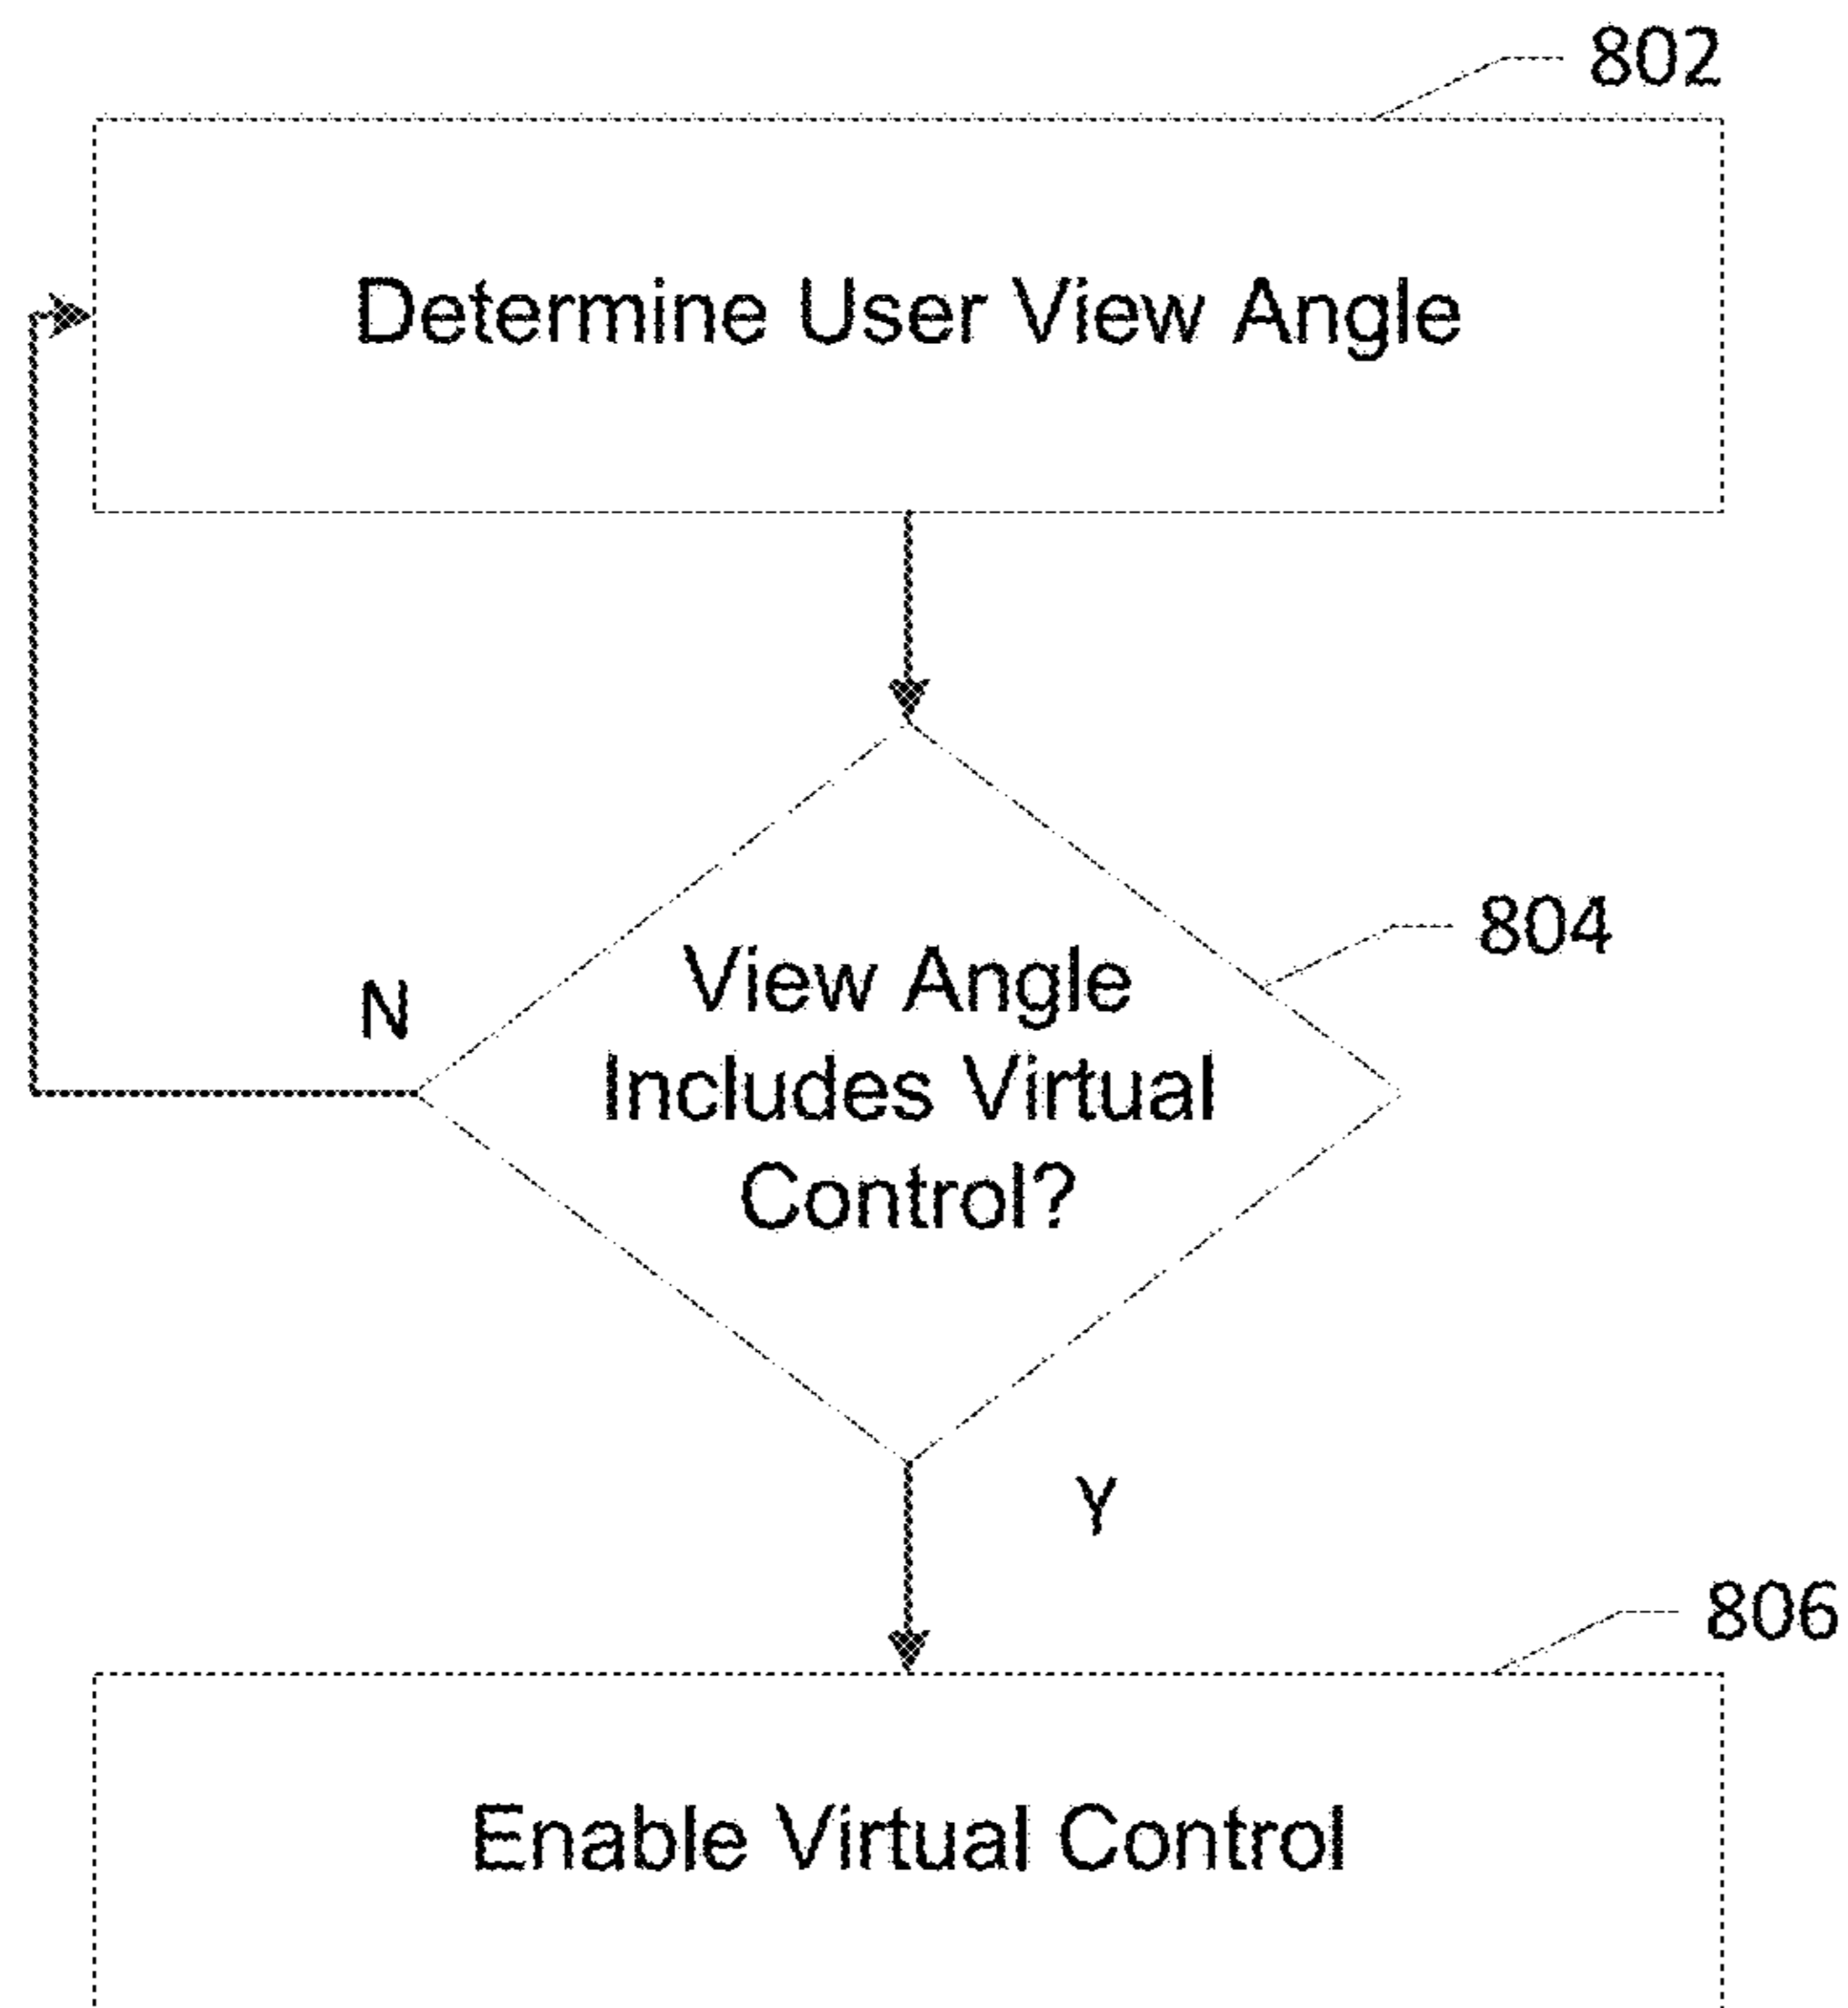 802
Determine User View Angle
804
View Angle
Includes Virtual
Control?
N
Y
806
Enable Virtual Control